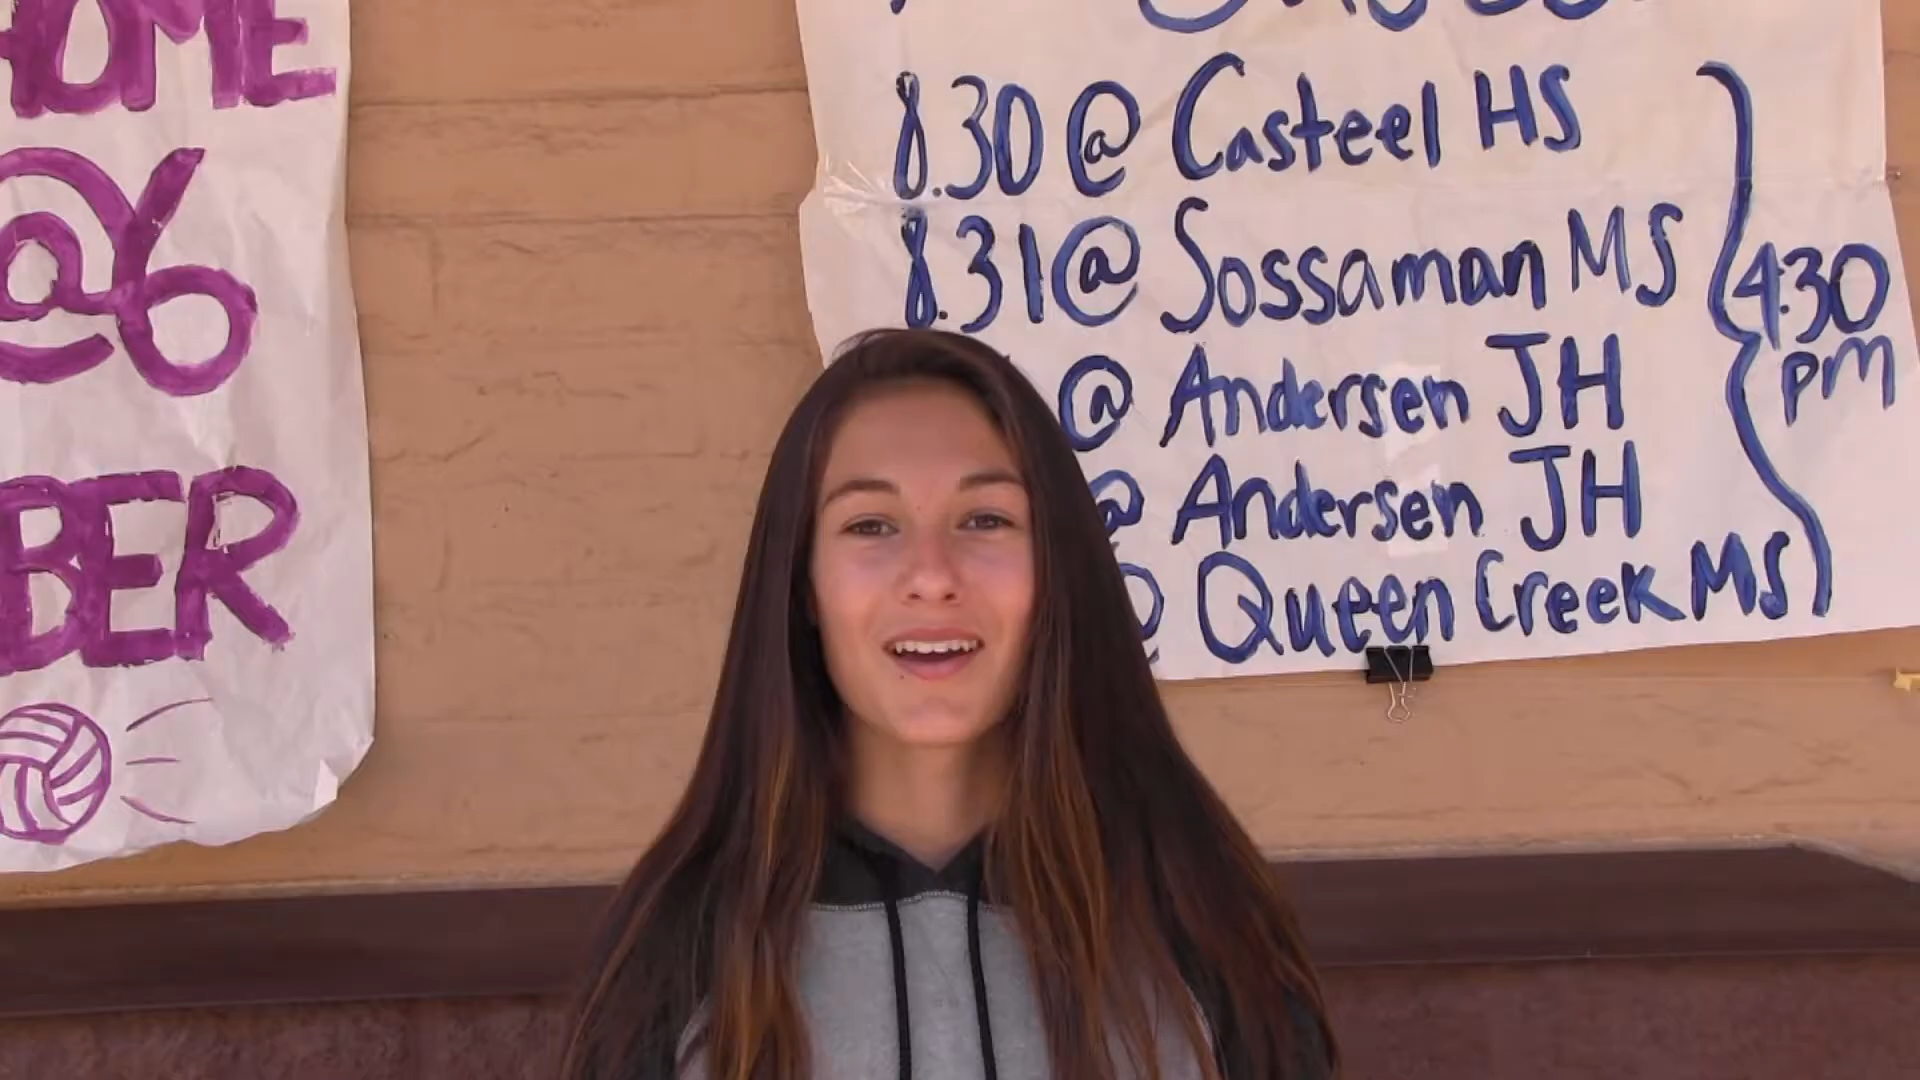 HOME
@6
BER
8.30 @ Casteel HS
8.31 @ Sossaman MS
@ Andersen JH
@ Andersen JH
@ Queen Creek MS
4:30
PM